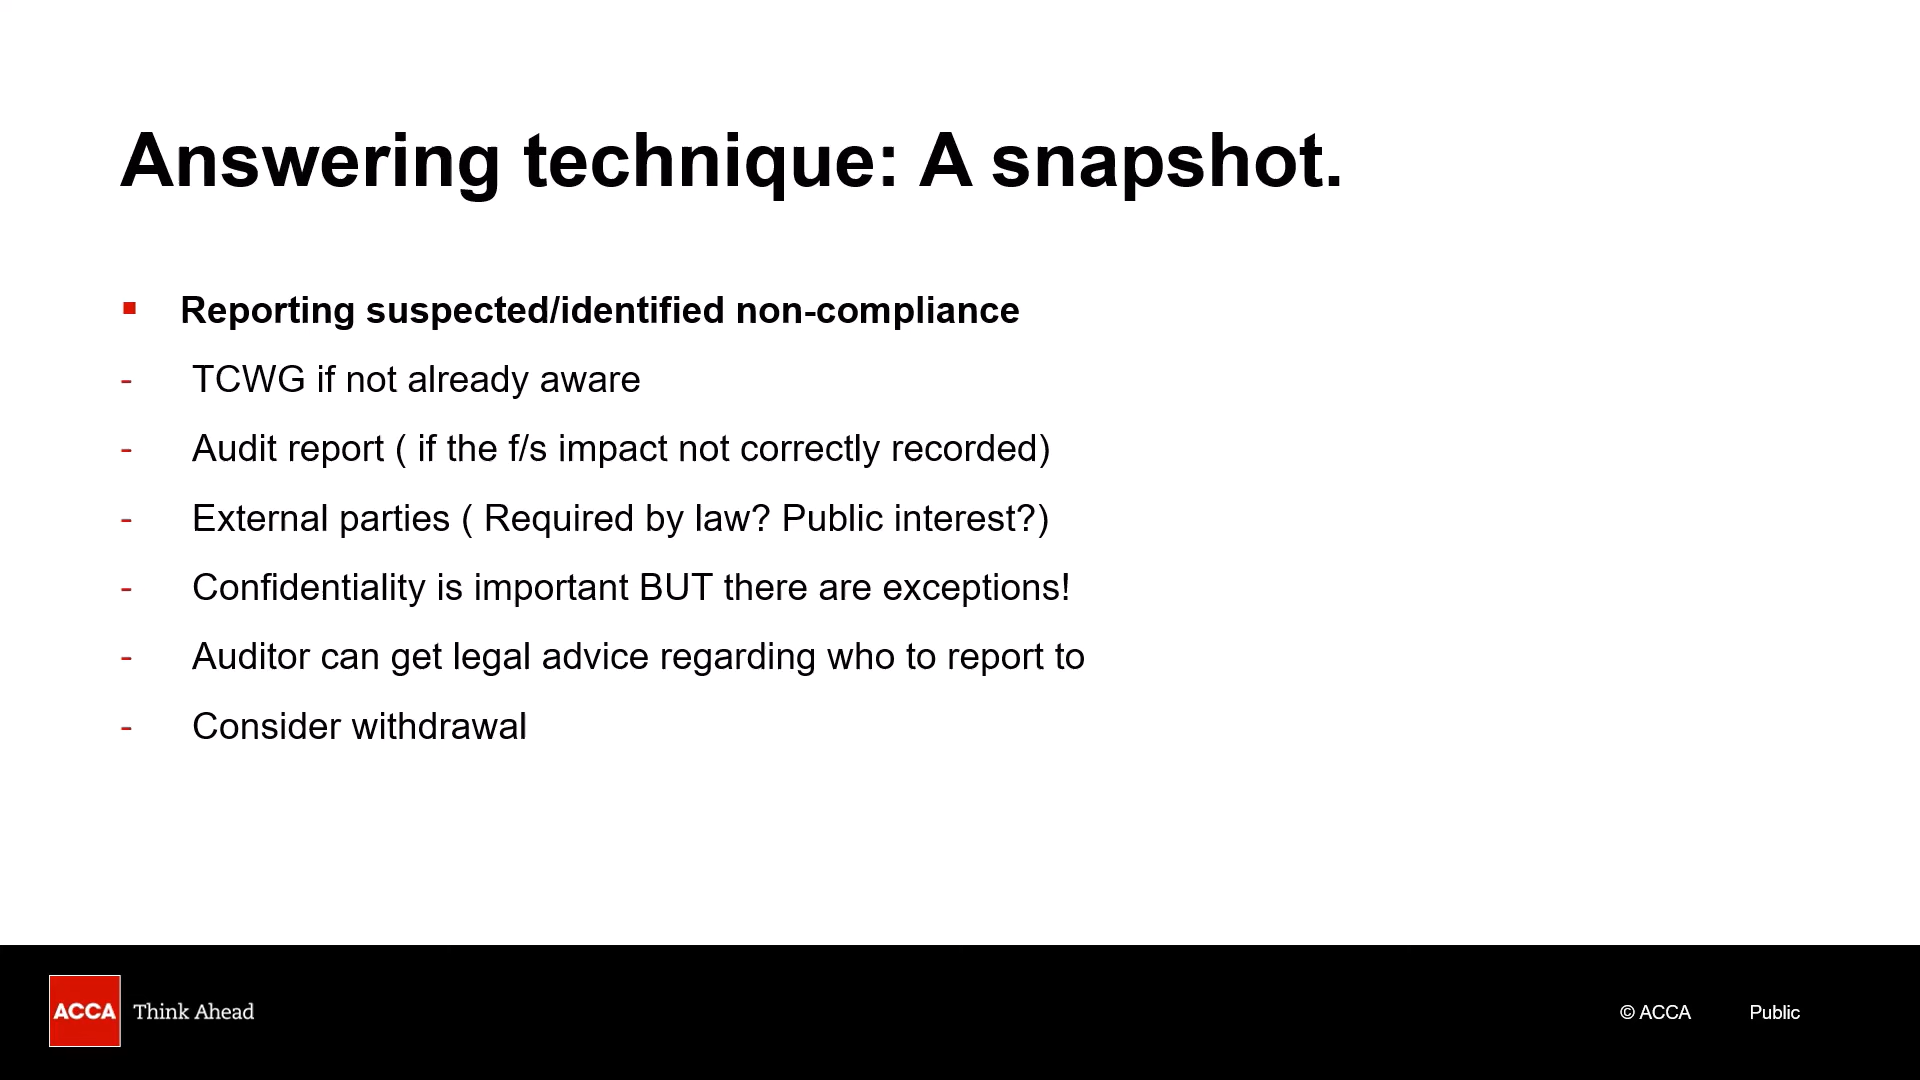 Answering technique: A snapshot.
▪ Reporting suspected/identified non-compliance
- TCWG if not already aware
- Audit report ( if the f/s impact not correctly recorded)
- External parties ( Required by law? Public interest?)
- Confidentiality is important BUT there are exceptions!
- Auditor can get legal advice regarding who to report to
- Consider withdrawal
ACCA Think Ahead
© ACCA Public